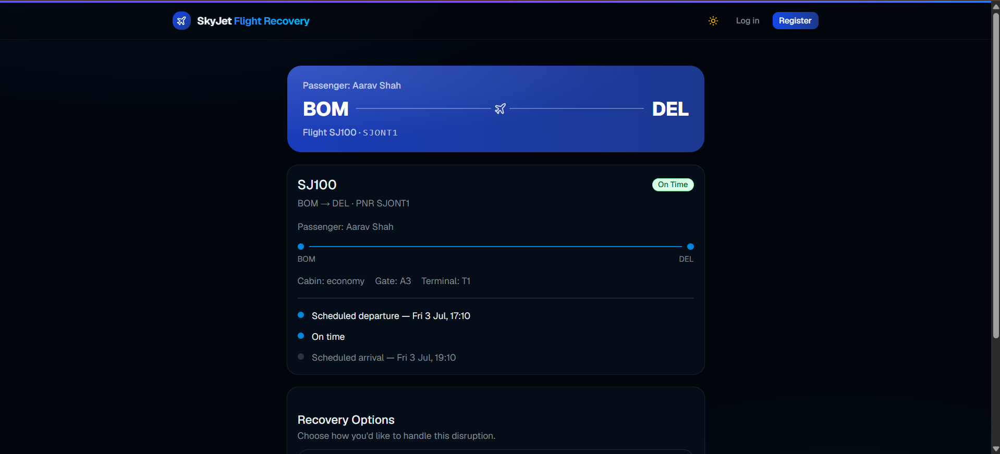 SkyJet Flight Recovery
Log in
Register
Passenger: Aarav Shah
BOM
DEL
Flight SJ100 · SJONT1
SJ100
On Time
BOM → DEL · PNR SJONT1
Passenger: Aarav Shah
BOM
DEL
Cabin: economy Gate: A3 Terminal: T1
Scheduled departure — Fri 3 Jul, 17:10
On time
Scheduled arrival — Fri 3 Jul, 19:10
Recovery Options
Choose how you'd like to handle this disruption.